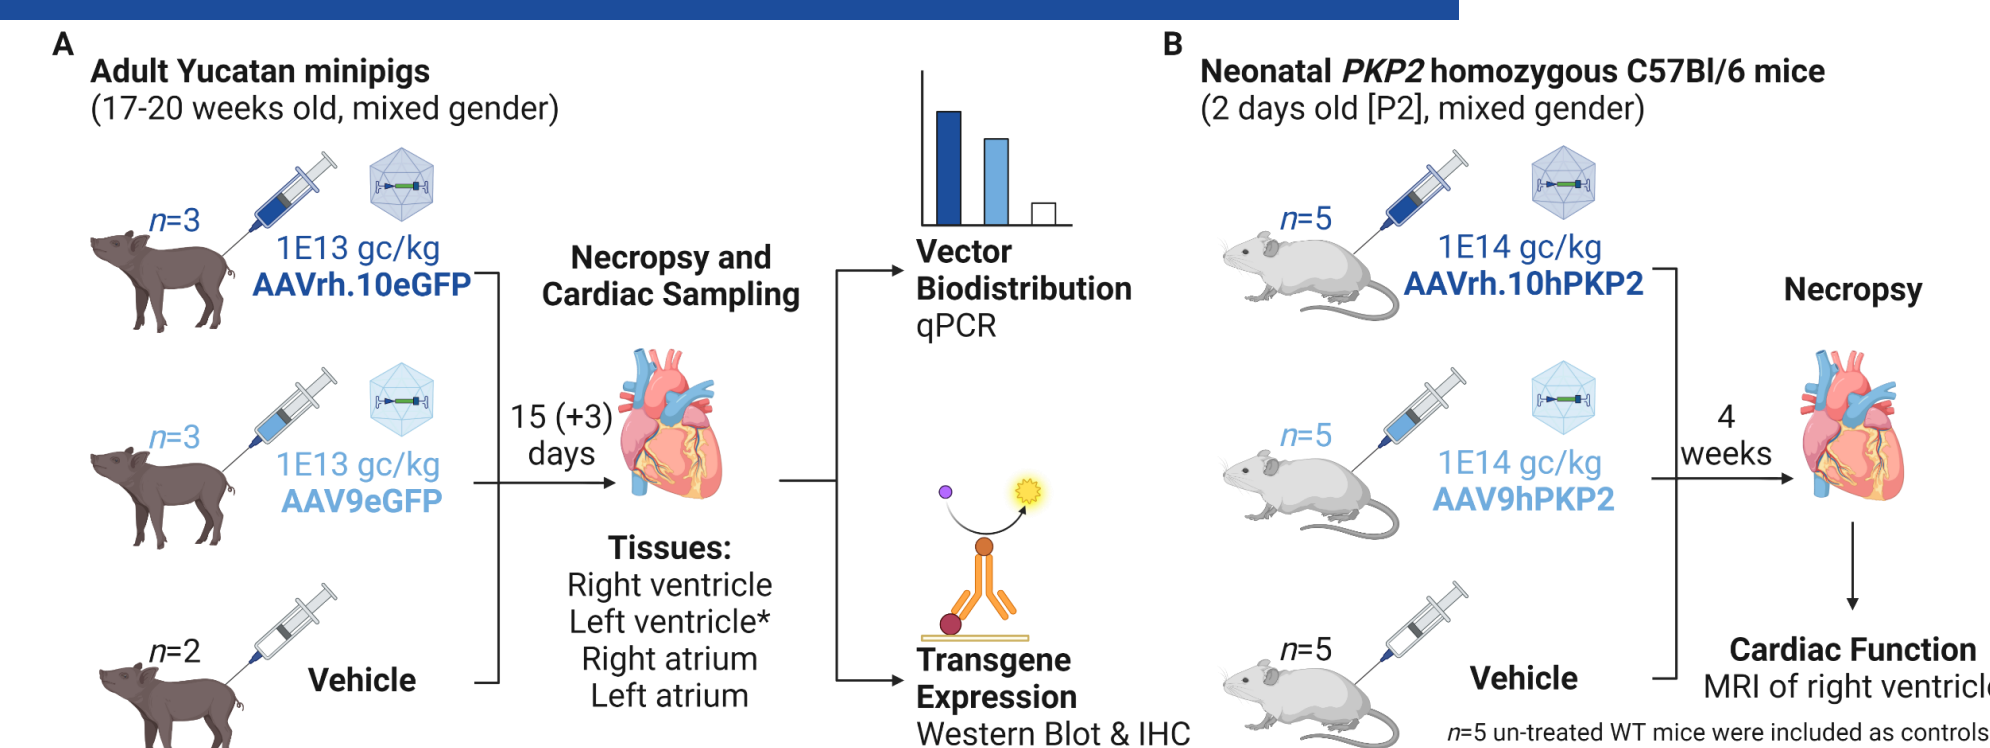 A
Adult Yucatan minipigs
(17-20 weeks old, mixed gender)
n=3
1E13 gc/kg
AAVrh.10eGFP
n=3
1E13 gc/kg
AAV9eGFP
n=2
Vehicle
15 (+3)
days
Necropsy and
Cardiac Sampling
Tissues:
Right ventricle
Left ventricle*
Right atrium
Left atrium
Vector
Biodistribution
qPCR
Transgene
Expression
Western Blot & IHC
B
Neonatal PKP2 homozygous C57Bl/6 mice
(2 days old [P2], mixed gender)
n=5
1E14 gc/kg
AAVrh.10hPKP2
n=5
1E14 gc/kg
AAV9hPKP2
n=5
Vehicle
4
weeks
Necropsy
Cardiac Function
MRI of right ventricle
n=5 un-treated WT mice were included as controls